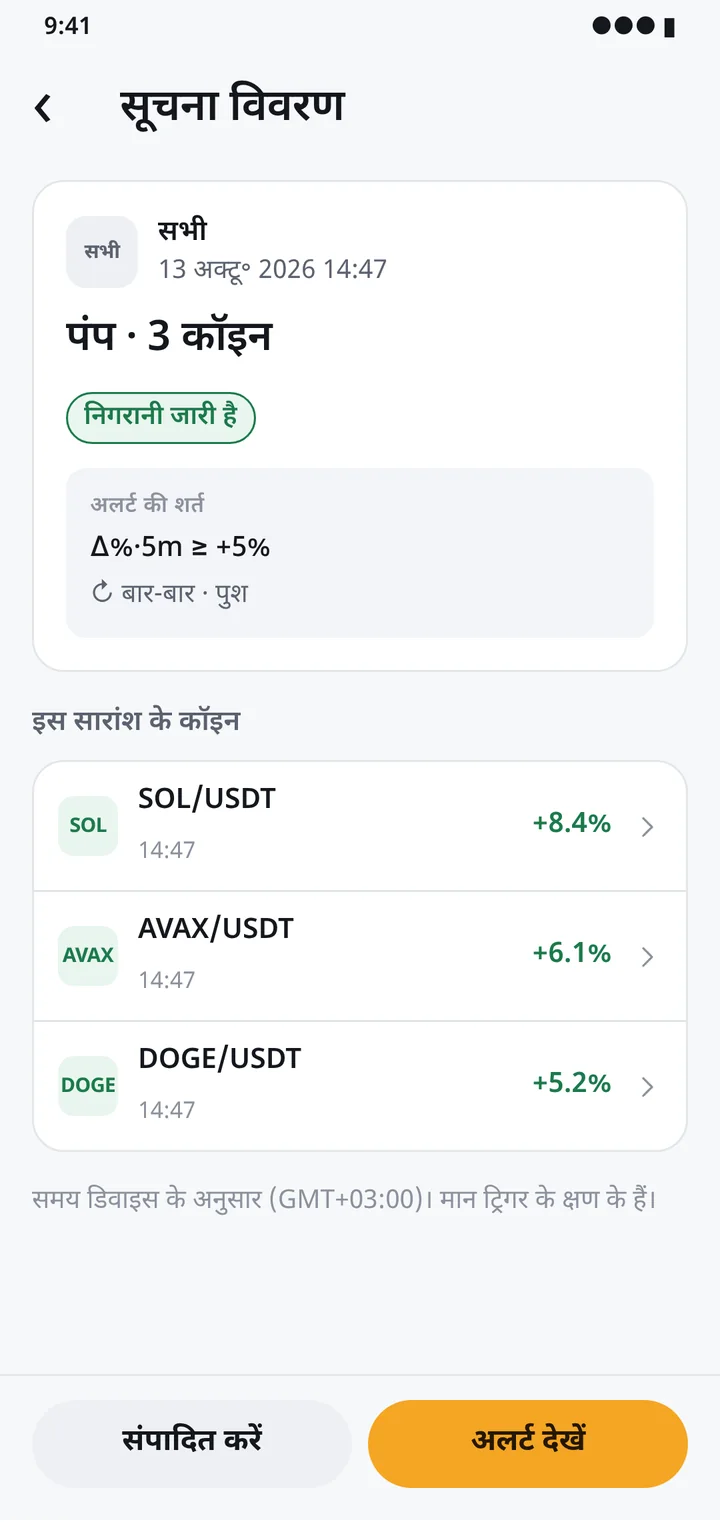 9:41
सूचना विवरण
सभी
सभी
13 अक्टू॰ 2026 14:47
पंप · 3 कॉइन
निगरानी जारी है
अलर्ट की शर्त
Δ%·5m ≥ +5%
↻ बार-बार · पुश
इस सारांश के कॉइन
SOL
SOL/USDT
14:47
+8.4%
AVAX
AVAX/USDT
14:47
+6.1%
DOGE
DOGE/USDT
14:47
+5.2%
समय डिवाइस के अनुसार (GMT+03:00)। मान ट्रिगर के क्षण के हैं।
संपादित करें
अलर्ट देखें